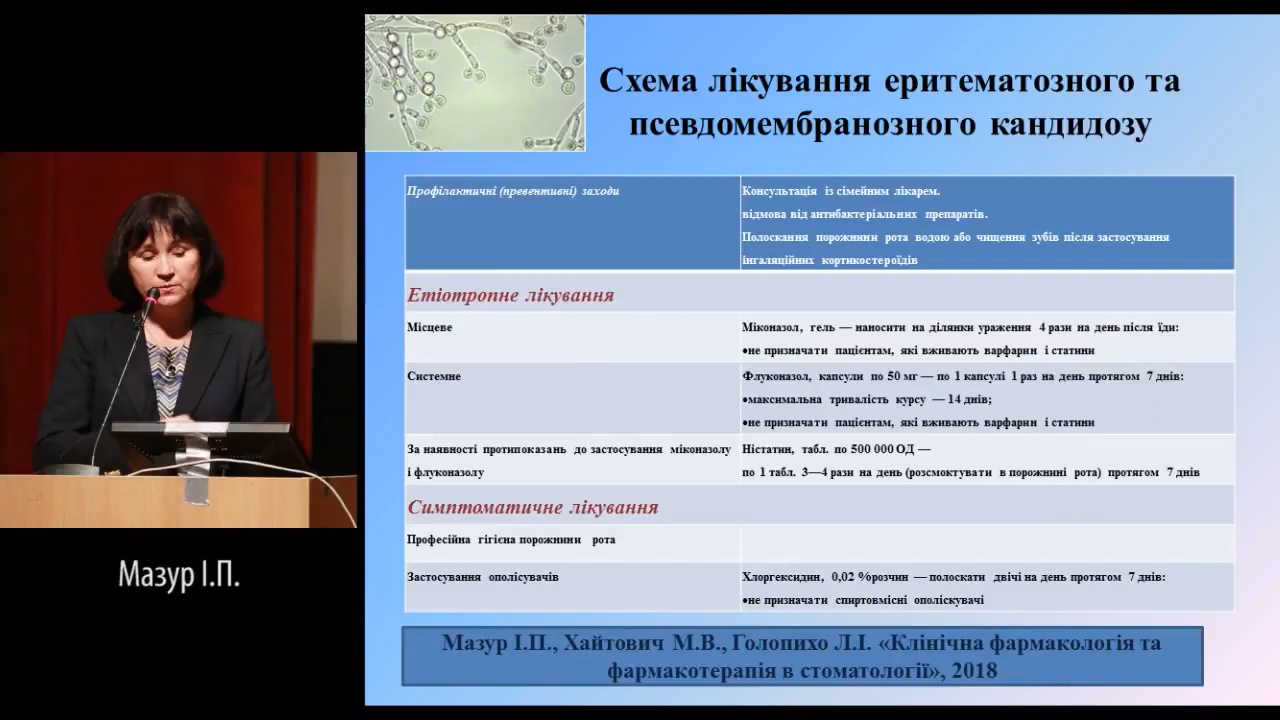 Схема лікування еритематозного та
псевдомембранозного кандидозу
Профілактичні (превентивні) заходи
Консультація із сімейним лікарем.
відмова від антибактеріальних препаратів.
Полоскання порожнини рота водою або чищення зубів після застосування
інгаляційних кортикостероїдів
Етіотропне лікування
Місцеве
Міконазол, гель — наносити на ділянки ураження 4 рази на день після їди:
•не призначати пацієнтам, які вживають варфарин і статини
Системне
Флуконазол, капсули по 50 мг — по 1 капсулі 1 раз на день протягом 7 днів:
•максимальна тривалість курсу — 14 днів;
•не призначати пацієнтам, які вживають варфарин і статини
За наявності протипоказань до застосування міконазолу
і флуконазолу
Ністатин, табл. по 500 000 ОД —
по 1 табл. 3—4 рази на день (розсмоктувати в порожнині рота) протягом 7 днів
Симптоматичне лікування
Професійна гігієна порожнини рота
Застосування ополісувачів
Хлоргексидин, 0,02 %розчин — полоскати двічі на день протягом 7 днів:
•не призначати спиртовмісні ополіскувачі
Мазур І.П., Хайтович М.В., Голопихо Л.І. «Клінічна фармакологія та
фармакотерапія в стоматології», 2018
Мазур І.П.